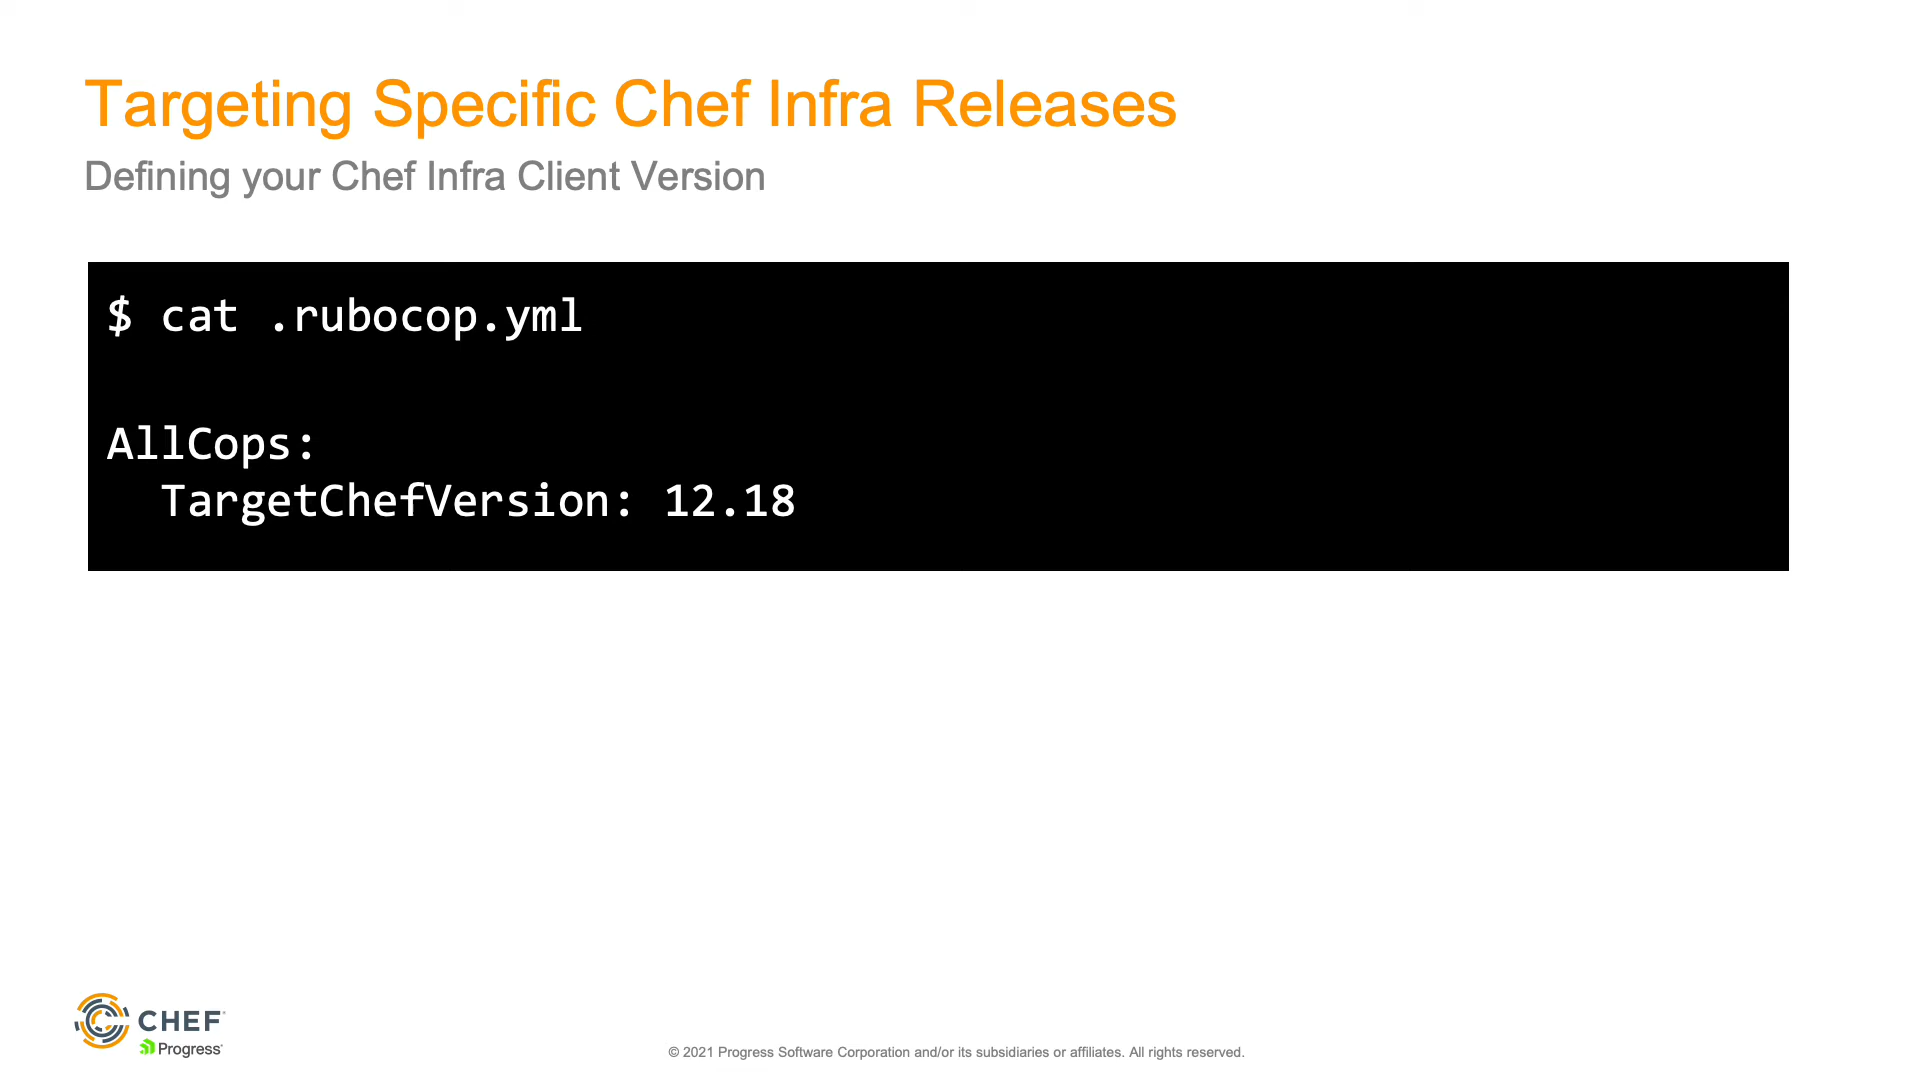 Targeting Specific Chef Infra Releases
Defining your Chef Infra Client Version
$ cat .rubocop.yml
AllCops:
  TargetChefVersion: 12.18
CHEF
Progress
© 2021 Progress Software Corporation and/or its subsidiaries or affiliates. All rights reserved.